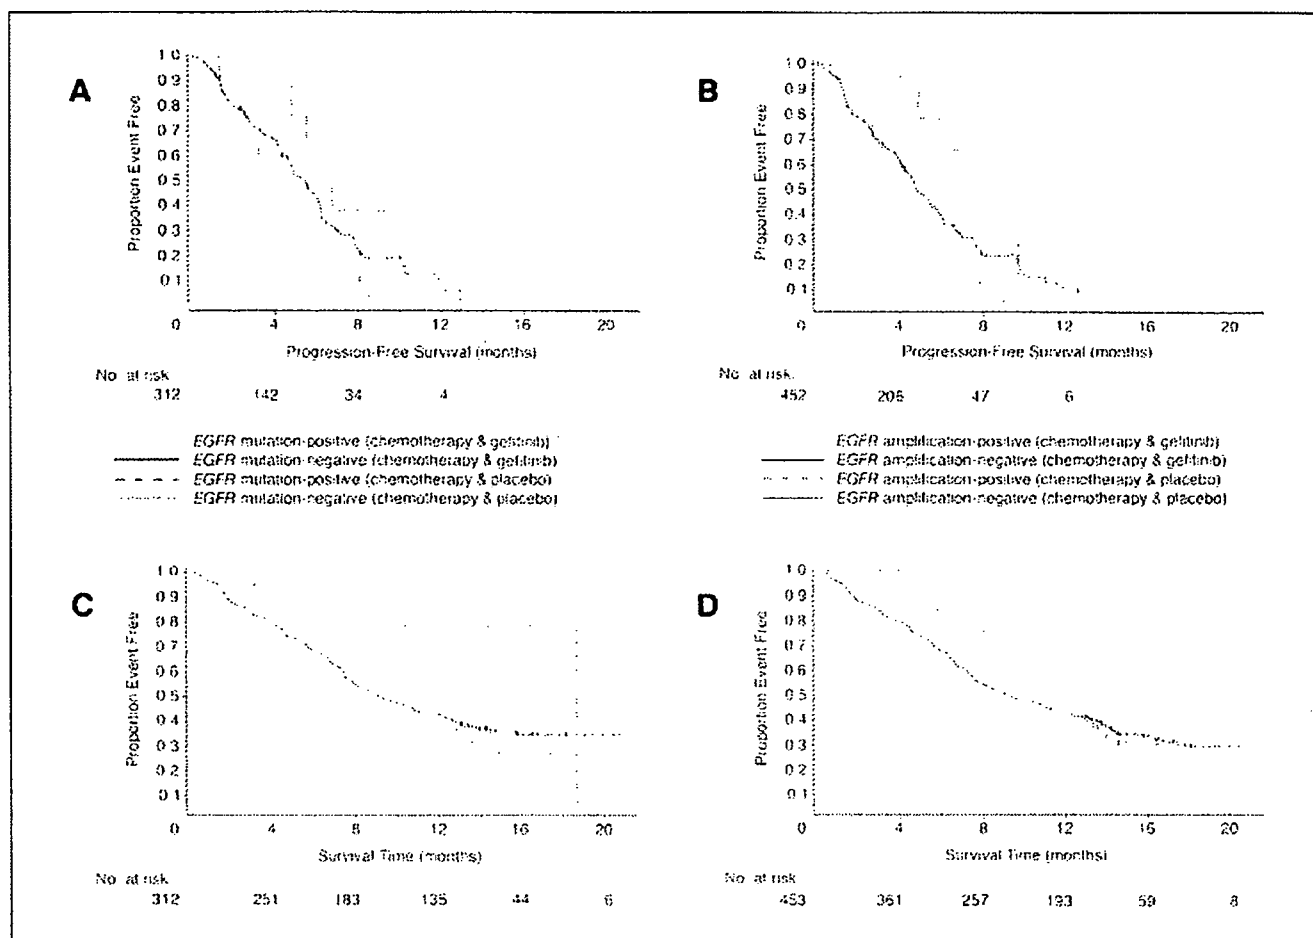 A
Proportion Event Free
1 0
0 9
0 8
0 7
0 6
0 5
0 4
0 3
0 2
0 1
0 4 8 12 16 20
Progression-Free Survival (months)
No at risk
312 142 34 4
B
Proportion Event Free
1 0
0 9
0 8
0 7
0 6
0 5
0 4
0 3
0 2
0 1
0 4 8 12 16 20
Progression-Free Survival (months)
No at risk.
452 206 47 6
EGFR mutation-positive (chemotherapy & gefitinib)
EGFR mutation-negative (chemotherapy & gefitinib)
EGFR mutation-positive (chemotherapy & placebo)
EGFR mutation-negative (chemotherapy & placebo)
EGFR amplification-positive (chemotherapy & gefitinib)
EGFR amplification-negative (chemotherapy & gefitinib)
EGFR amplification-positive (chemotherapy & placebo)
EGFR amplification-negative (chemotherapy & placebo)
C
Proportion Event Free
1 0
0 9
0 8
0 7
0 6
0 5
0 4
0 3
0 2
0 1
0 4 8 12 16 20
Survival Time (months)
No at risk
312 251 183 135 44 6
D
Proportion Event Free
1 0
0 9
0 8
0 7
0 6
0 5
0 4
0 3
0 2
0 1
0 4 8 12 16 20
Survival Time (months)
No at risk
453 361 257 193 59 8